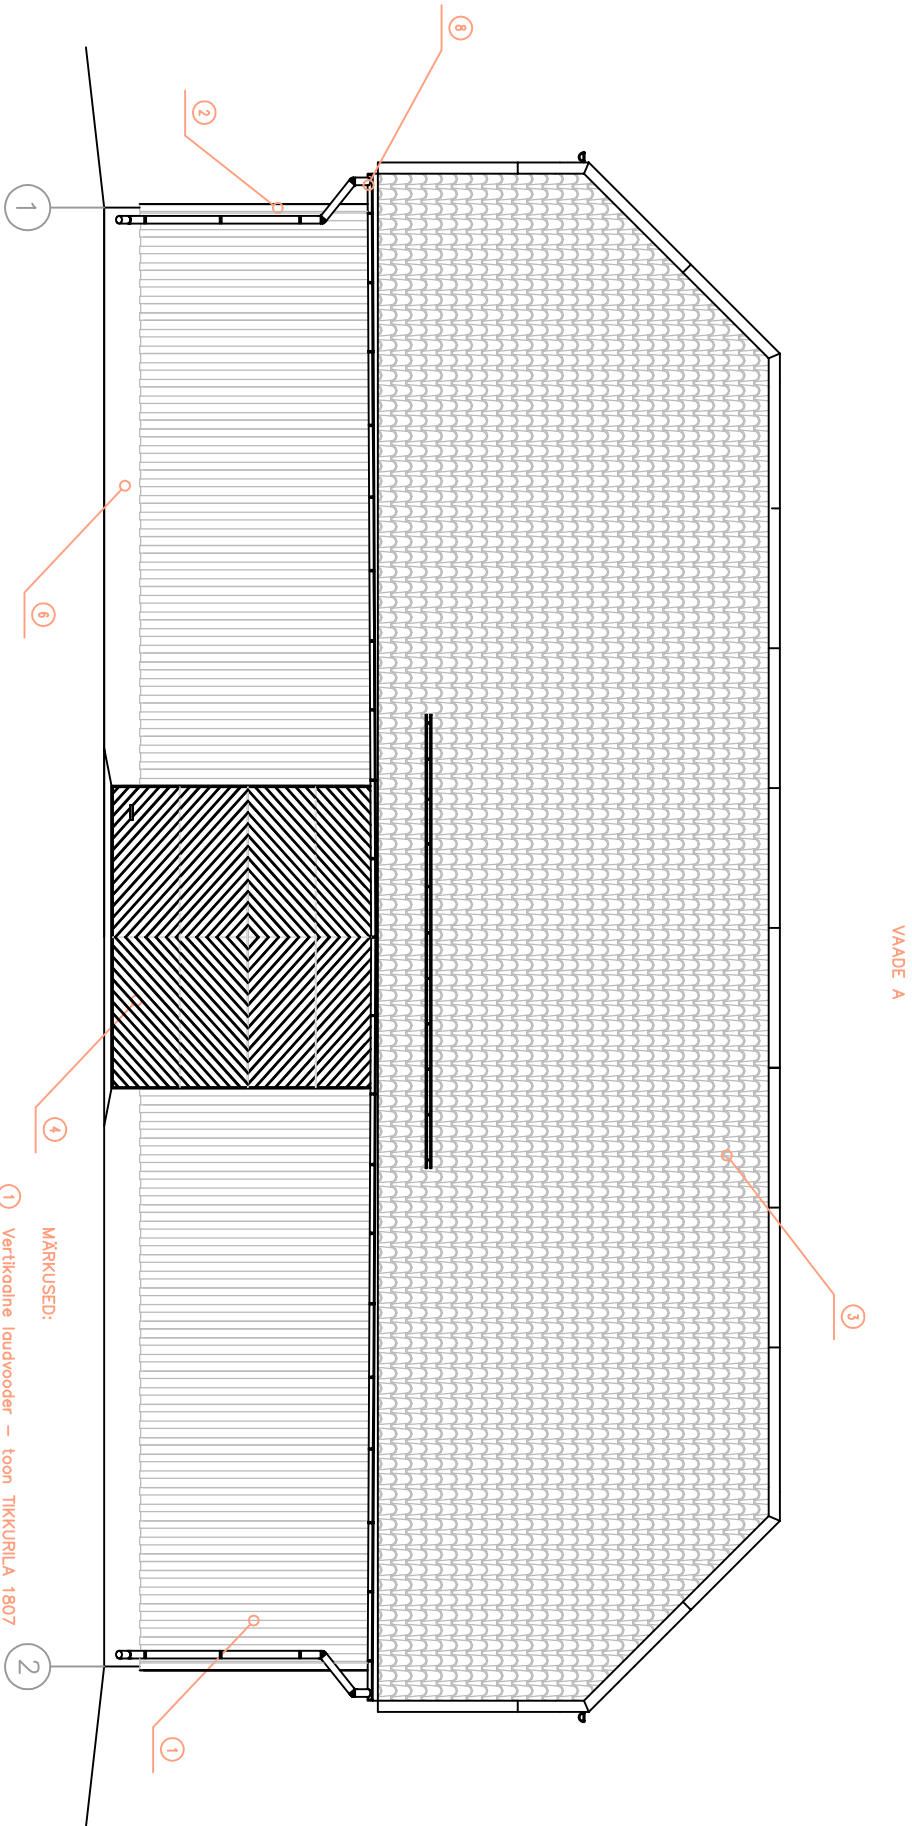 VAADE A
8
2
3
6
4
1
1
2
MÄRKUSED:
1 Vertikaalne laudvooder – toon TIKKURILA 1807